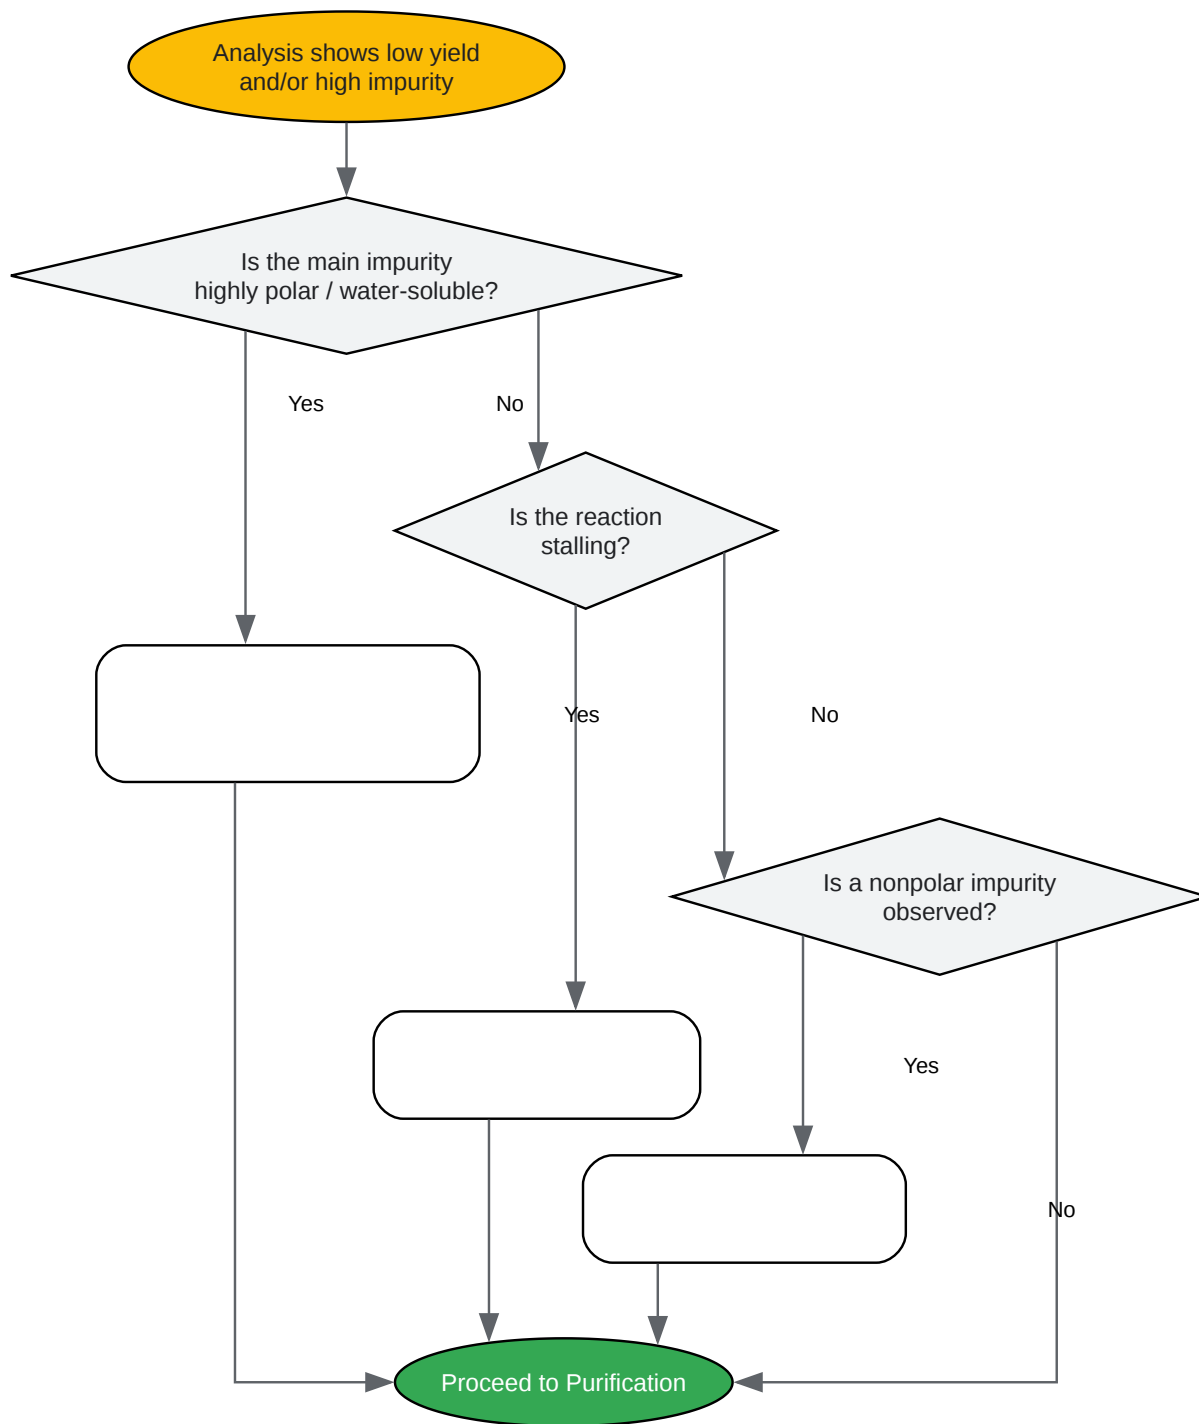 Analysis shows low yield
and/or high impurity
Is the main impurity
highly polar / water-soluble?
Yes
No
Is the reaction
stalling?
Yes
No
Is a nonpolar impurity
observed?
Yes
No
Proceed to Purification